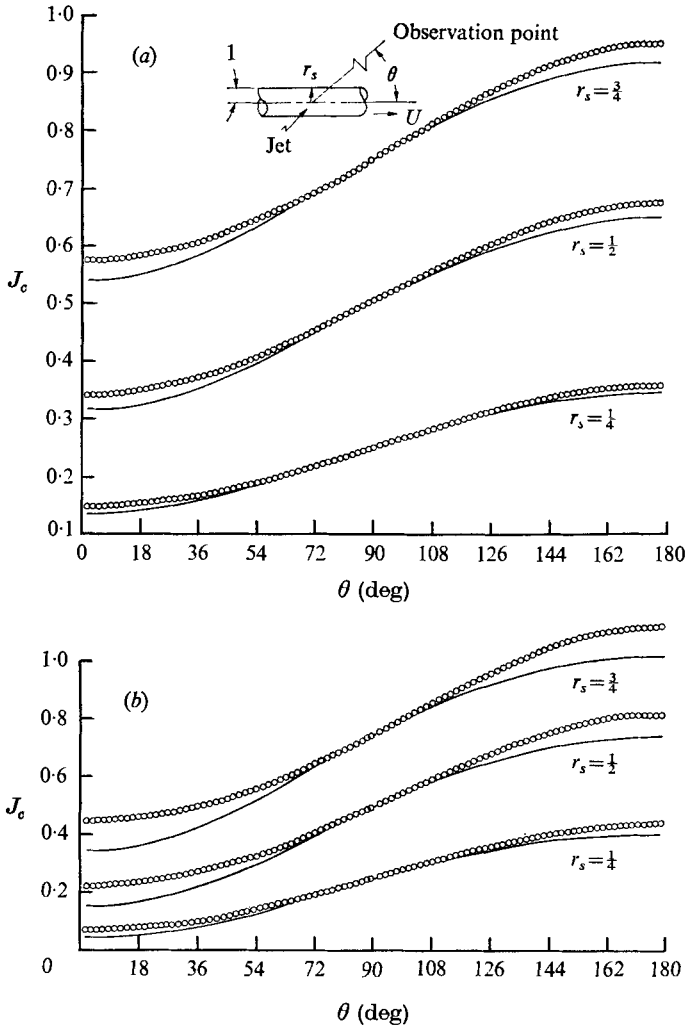 (a)
Observation point
1
r_s
θ
U
Jet
1·0
0·9
0·8
0·7
0·6
0·5
0·4
0·3
0·2
0·1
J_c
r_s = 3/4
r_s = 1/2
r_s = 1/4
0 18 36 54 72 90 108 126 144 162 180
θ (deg)
(b)
1·0
0·8
0·6
0·4
0·2
0
J_c
r_s = 3/4
r_s = 1/2
r_s = 1/4
18 36 54 72 90 108 126 144 162 180
θ (deg)